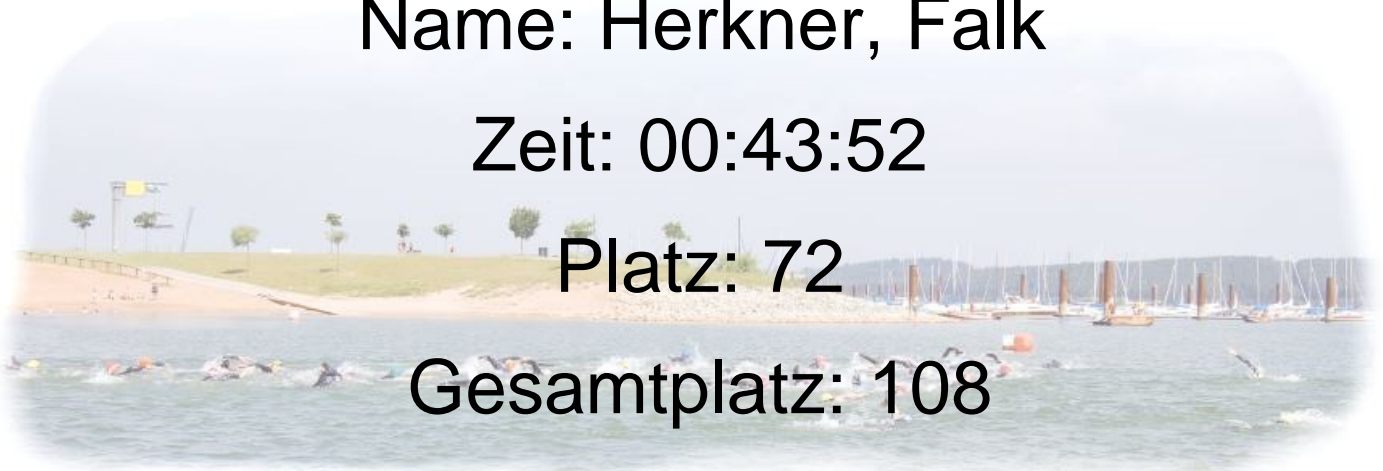 Name: Herkner, Falk
Zeit: 00:43:52
Platz: 72
Gesamtplatz: 108